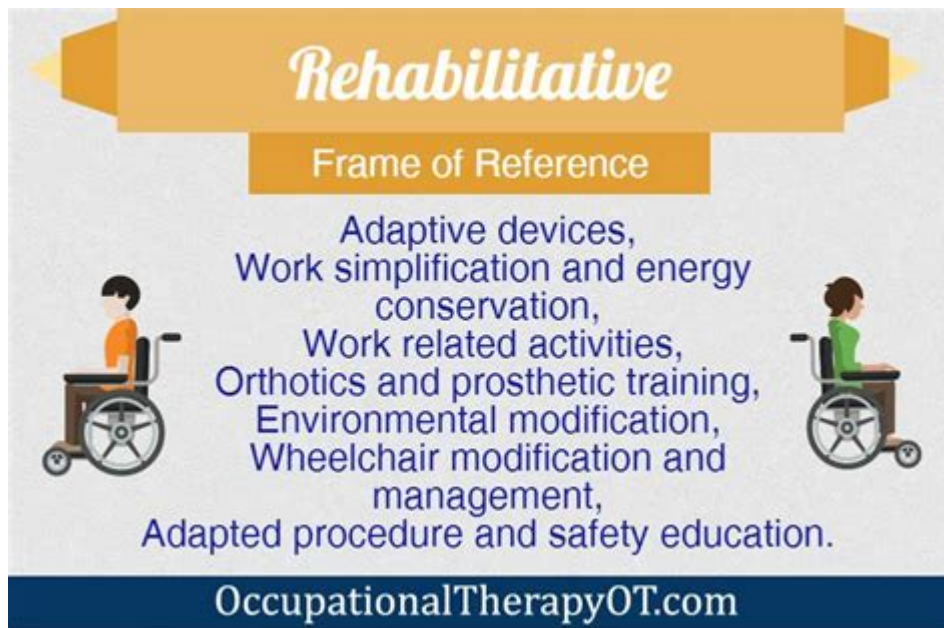 Rehabilitative
Frame of Reference
Adaptive devices,
Work simplification and energy
conservation,
Work related activities,
Orthotics and prosthetic training,
Environmental modification,
Wheelchair modification and
management,
Adapted procedure and safety education.
OccupationalTherapyOT.com